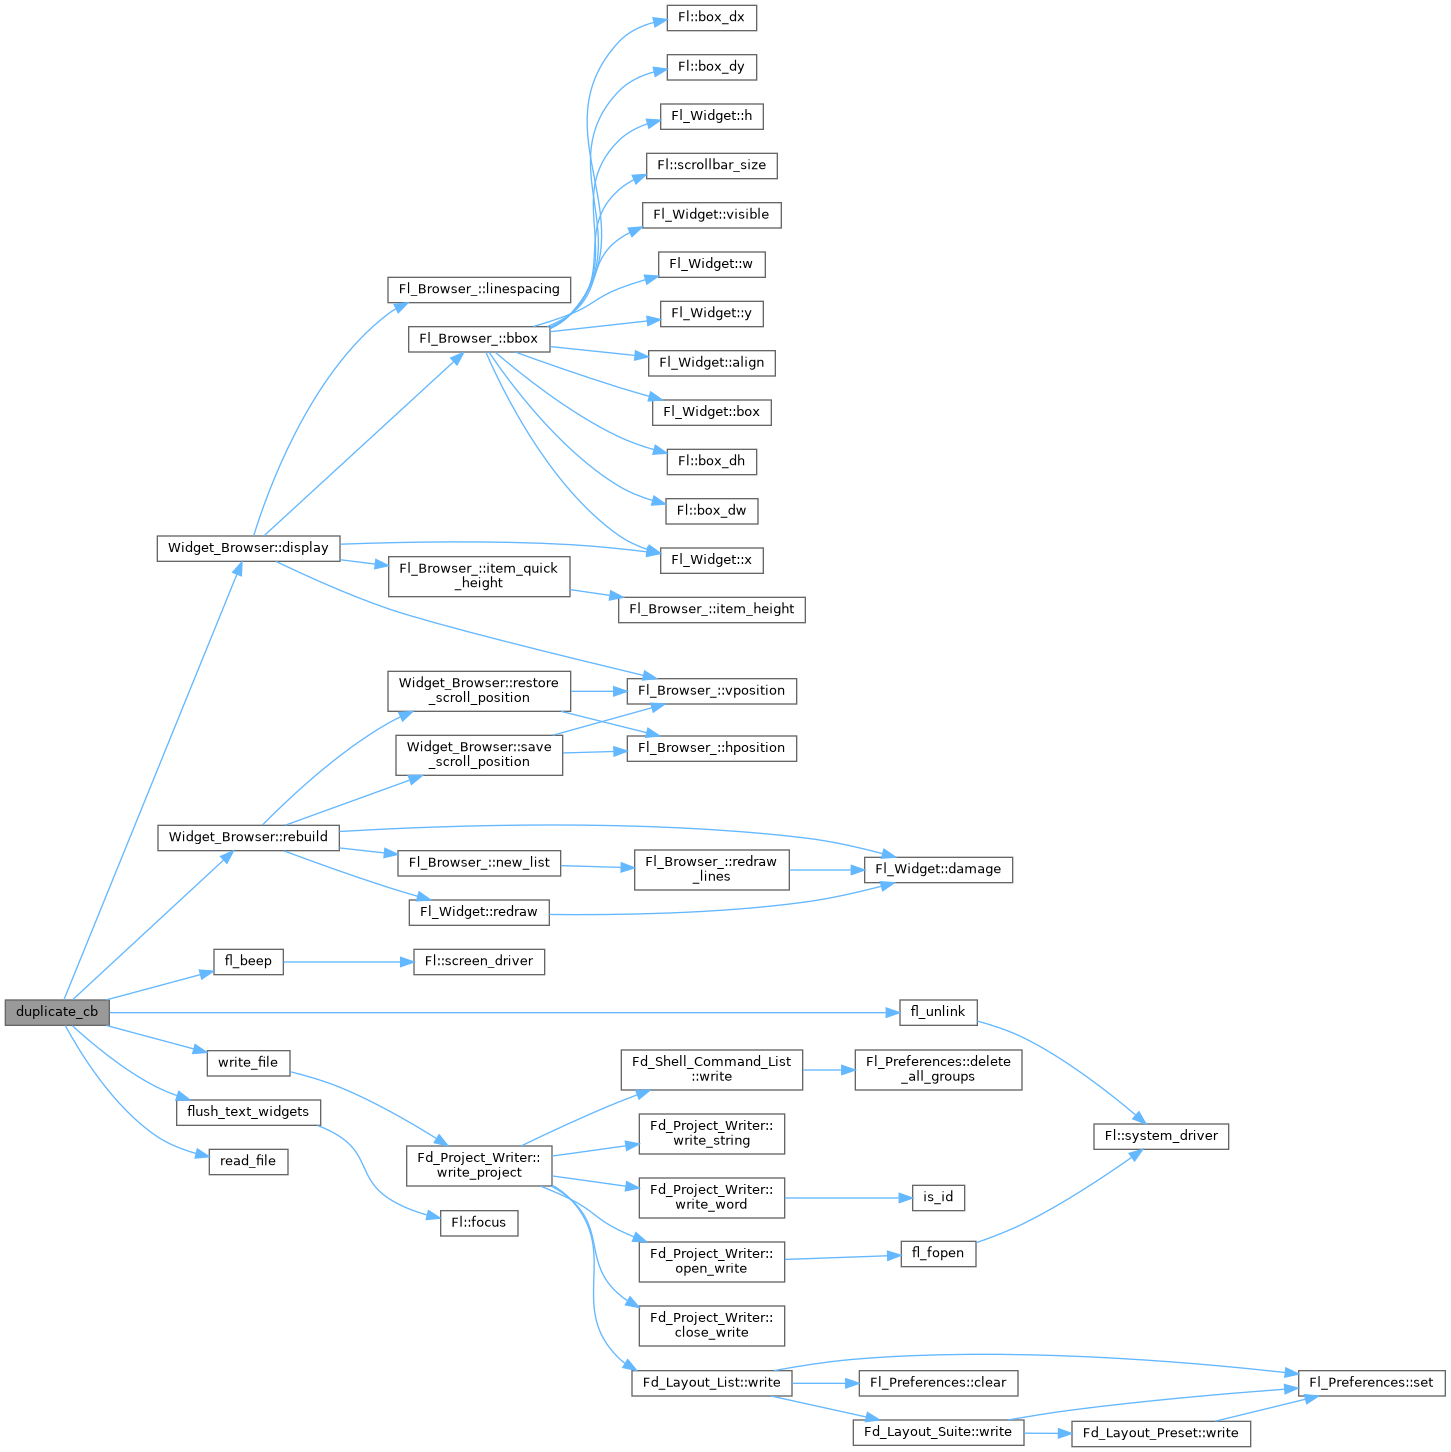 Fl::box_dx
Fl::box_dy
Fl_Widget::h
Fl::scrollbar_size
Fl_Widget::visible
Fl_Widget::w
Fl_Browser_::linespacing
Fl_Widget::y
Fl_Browser_::bbox
Fl_Widget::align
Fl_Widget::box
Fl::box_dh
Fl::box_dw
Widget_Browser::display
Fl_Widget::x
Fl_Browser_::item_quick
_height
Fl_Browser_::item_height
Widget_Browser::restore
_scroll_position
Fl_Browser_::vposition
Widget_Browser::save
_scroll_position
Fl_Browser_::hposition
Widget_Browser::rebuild
Fl_Browser_::new_list
Fl_Browser_::redraw
_lines
Fl_Widget::damage
Fl_Widget::redraw
fl_beep
Fl::screen_driver
duplicate_cb
fl_unlink
write_file
Fd_Shell_Command_List
::write
Fl_Preferences::delete
_all_groups
flush_text_widgets
Fd_Project_Writer::
write_string
Fl::system_driver
read_file
Fd_Project_Writer::
write_project
Fd_Project_Writer::
write_word
is_id
Fl::focus
Fd_Project_Writer::
open_write
fl_fopen
Fd_Project_Writer::
close_write
Fd_Layout_List::write
Fl_Preferences::clear
Fl_Preferences::set
Fd_Layout_Suite::write
Fd_Layout_Preset::write